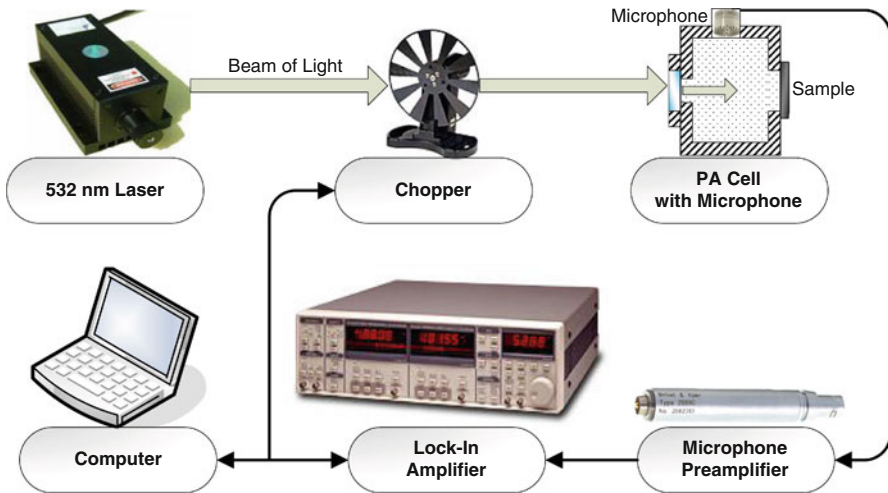 Microphone
Beam of Light
Sample
532 nm Laser
Chopper
PA Cell
with Microphone
Computer
Lock-In
Amplifier
Microphone
Preamplifier